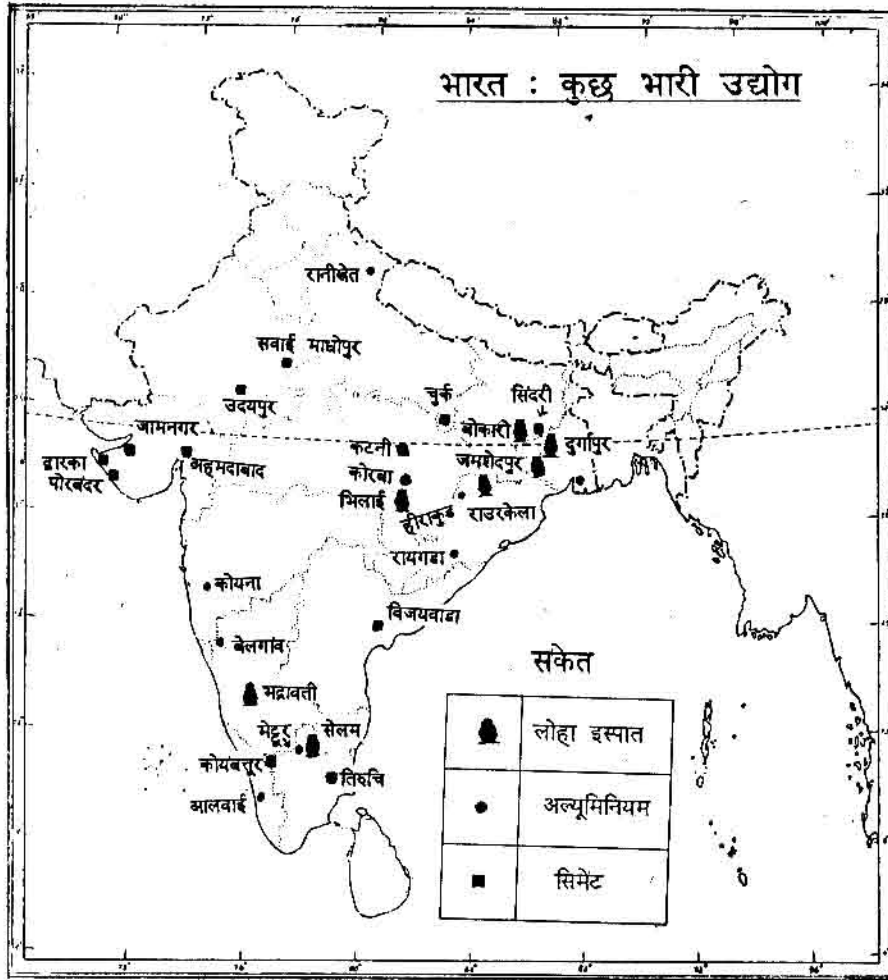 भारत : कुछ भारी उद्योग
रानीखेत
सवाई माधोपुर
उदयपुर
चुर्क
सिंदरी
बोकारो
दुर्गापुर
जामनगर
कटनी
जमशेदपुर
द्वारका
अहमदाबाद
पोरबंदर
कोरबा
भिलाई
हीराकुड
राउरकेला
रायगडा
कोयना
विजयवाडा
बेलगांव
भद्रावती
मेट्टूर
सेलम
कोयंबत्तूर
तिरुचि
आलवाई
संकेत
लोहा इस्पात
अल्यूमिनियम
सिमेंट